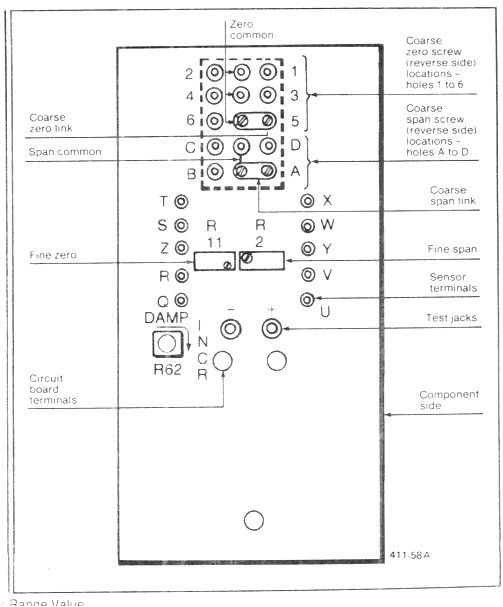 Zero
common
Coarse
zero screw
(reverse side)
locations –
holes 1 to 6
2 1
4 3
6 5
Coarse
zero link
Coarse
span screw
(reverse side)
locations –
holes A to D
C D
Span common
B A
Coarse
span link
T X
S R R W
Z 11 2 Y
Fine zero
Fine span
R V
Sensor
terminals
Q U
DAMP
I
N
C
R
− +
Test jacks
R62
Circuit
board
terminals
Component
side
411-58A
Range Value